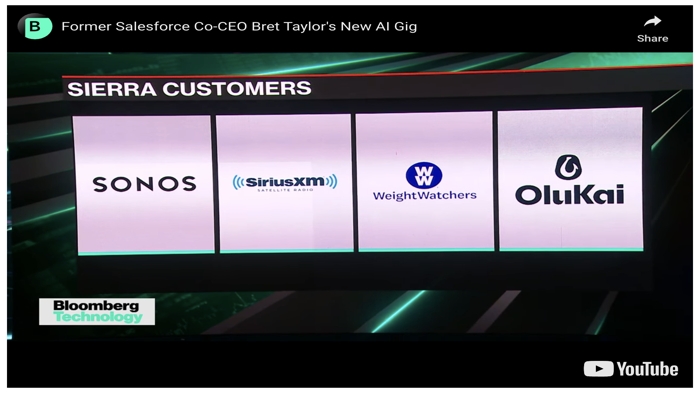 B
Former Salesforce Co-CEO Bret Taylor's New AI Gig
Share
SIERRA CUSTOMERS
SONOS
SiriusXM
SATELLITE RADIO
WW
WeightWatchers
OluKai
Bloomberg
Technology
YouTube